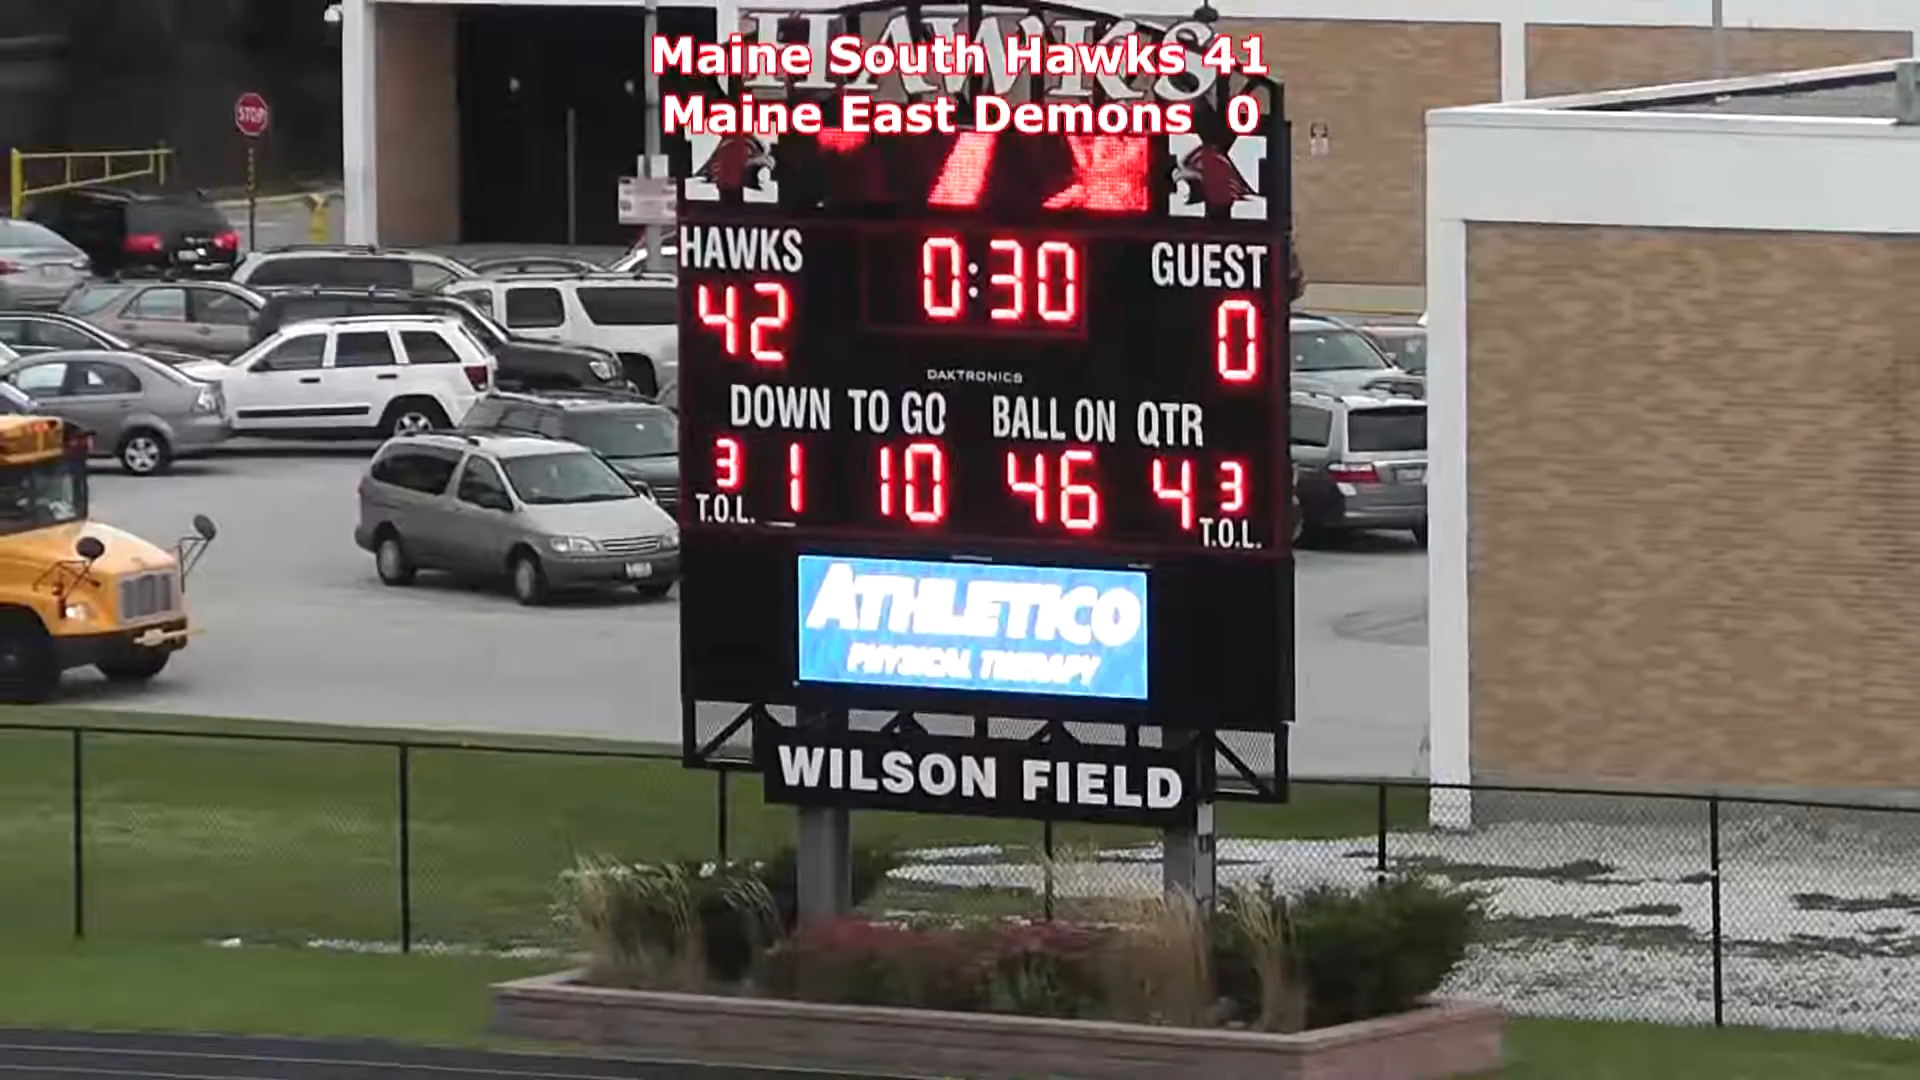 HAWKS
Maine South Hawks 41
Maine East Demons 0
STOP
M M
HAWKS 0:30 GUEST
42 0
DAKTRONICS
DOWN TO GO BALL ON QTR
3 1 10 46 4 3
T.O.L. T.O.L.
ATHLETICO
PHYSICAL THERAPY
WILSON FIELD